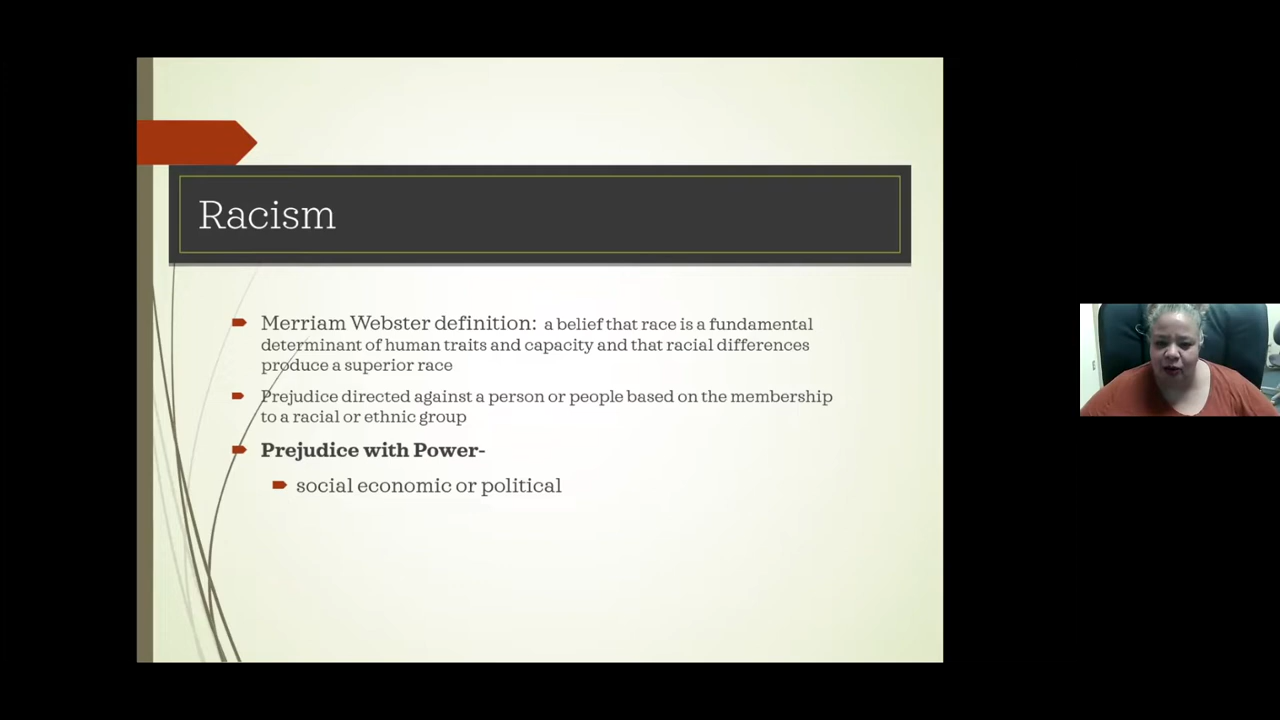 Racism
Merriam Webster definition: a belief that race is a fundamental
determinant of human traits and capacity and that racial differences
produce a superior race
Prejudice directed against a person or people based on the membership
to a racial or ethnic group
Prejudice with Power-
social economic or political